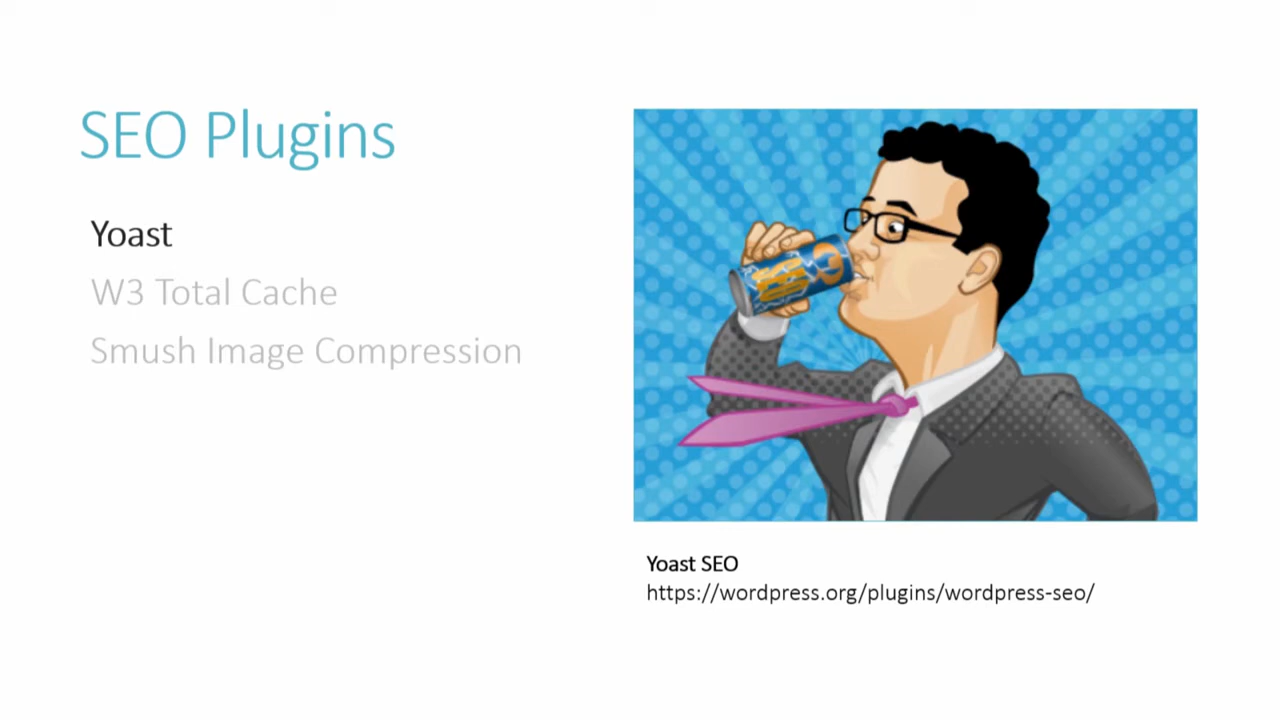 SEO Plugins
Yoast
W3 Total Cache
Smush Image Compression
Yoast SEO
https://wordpress.org/plugins/wordpress-seo/